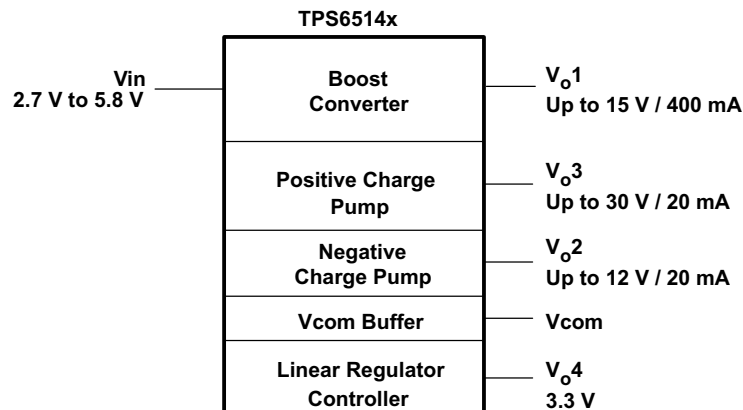 TPS6514x
Vin
2.7 V to 5.8 V
Boost
Converter
Vo1
Up to 15 V / 400 mA
Positive Charge
Pump
Vo3
Up to 30 V / 20 mA
Negative
Charge Pump
Vo2
Up to 12 V / 20 mA
Vcom Buffer
Vcom
Linear Regulator
Controller
Vo4
3.3 V